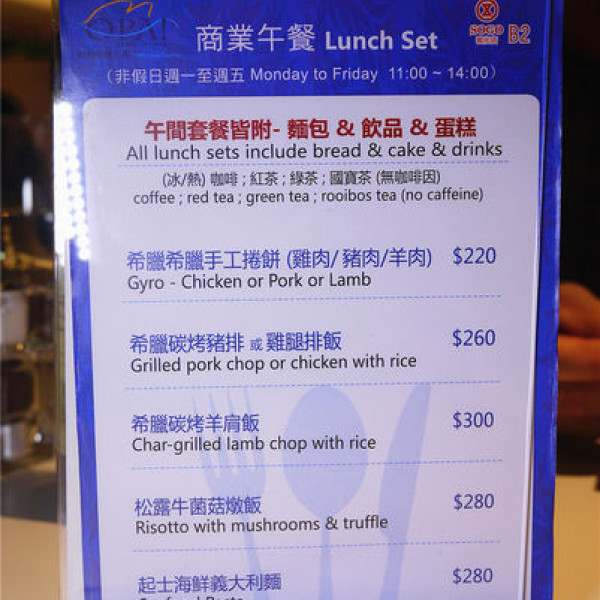 OPA!
商業午餐 Lunch Set
SOGO
B2
(非假日週一至週五 Monday to Friday 11:00 ~ 14:00)
午間套餐皆附- 麵包 & 飲品 & 蛋糕
All lunch sets include bread & cake & drinks
(冰/熱) 咖啡 ; 紅茶 ; 綠茶 ; 國寶茶 (無咖啡因)
coffee ; red tea ; green tea ; rooibos tea (no caffeine)
希臘希臘手工捲餅 (雞肉/ 豬肉/羊肉) $220
Gyro - Chicken or Pork or Lamb
希臘碳烤豬排 或 雞腿排飯 $260
Grilled pork chop or chicken with rice
希臘碳烤羊肩飯 $300
Char-grilled lamb chop with rice
松露牛菌菇燉飯 $280
Risotto with mushrooms & truffle
起士海鮮義大利麵 $280